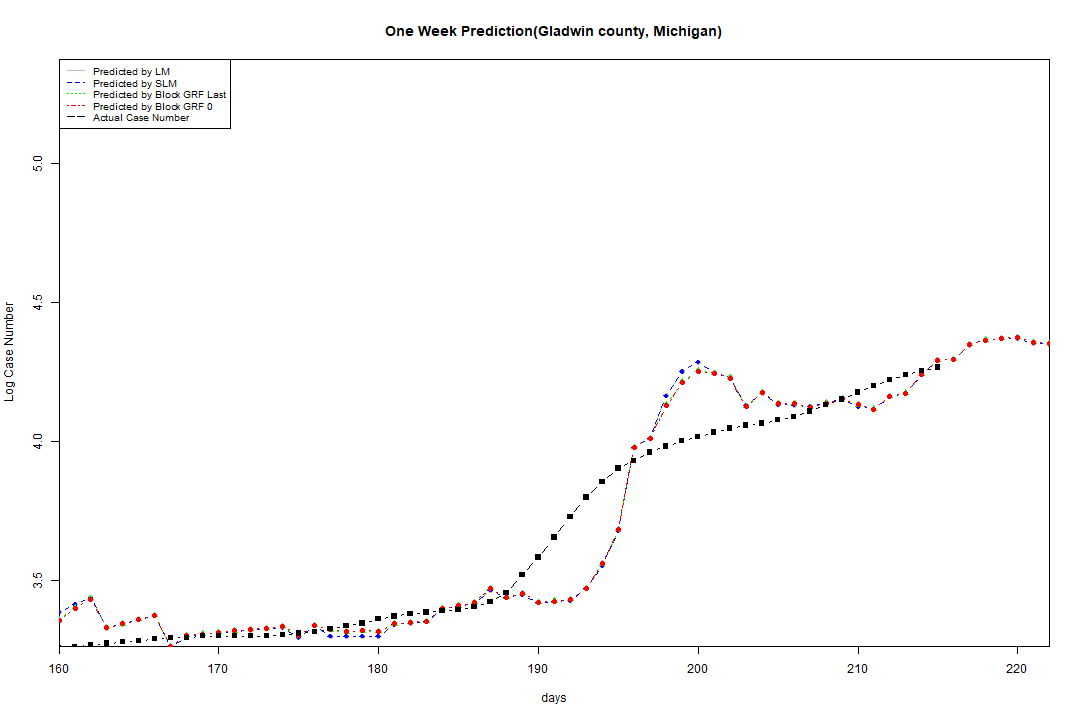 One Week Prediction(Gladwin county, Michigan)
Predicted by LM
Predicted by SLM
Predicted by Block GRF Last
Predicted by Block GRF 0
Actual Case Number
5.0
4.5
4.0
3.5
Log Case Number
160 170 180 190 200 210 220
days